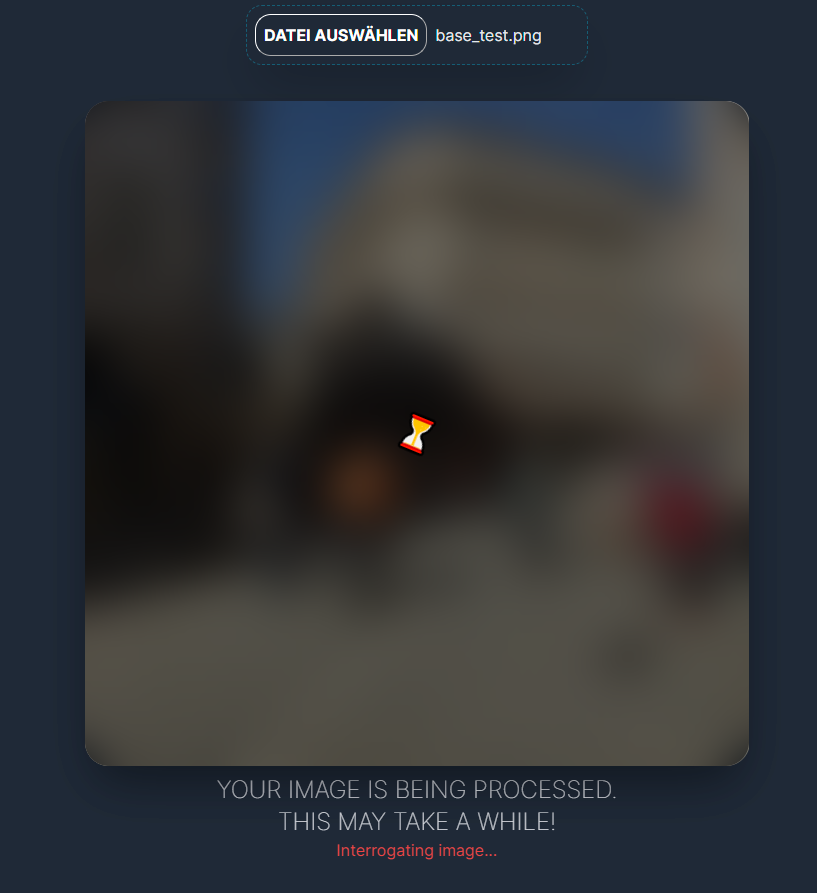 DATEI AUSWÄHLEN base_test.png
YOUR IMAGE IS BEING PROCESSED.
THIS MAY TAKE A WHILE!
Interrogating image...